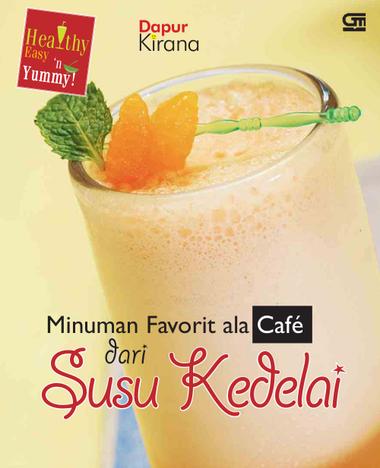 Healthy
Easy 'n
Yummy!
Dapur
Kirana
Minuman Favorit ala Café
dari
Susu Kedelai